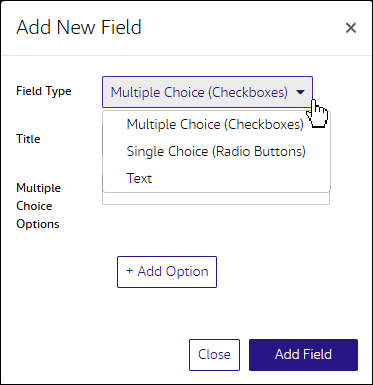 Add New Field ×
Field Type
Multiple Choice (Checkboxes)
Multiple Choice (Checkboxes)
Title
Single Choice (Radio Buttons)
Text
Multiple
Choice
Options
+ Add Option
Close
Add Field